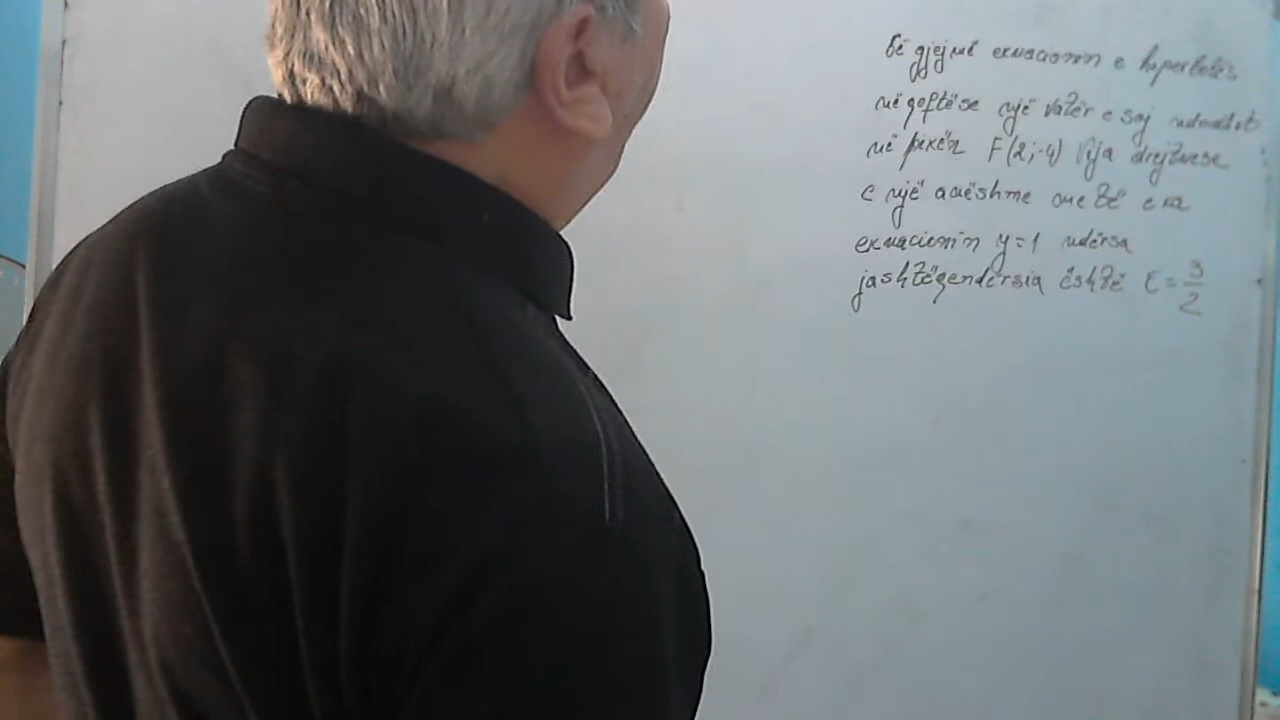 të gjejmë ekuacionin e hiperbolës
në qoftëse një vatër e saj ndodhet
në pikën F(2;-4) Vija drejtuese
e një anëshme me të e ka
ekuacionin y=1 ndërsa
jashtëqendërsia është ε=3/2